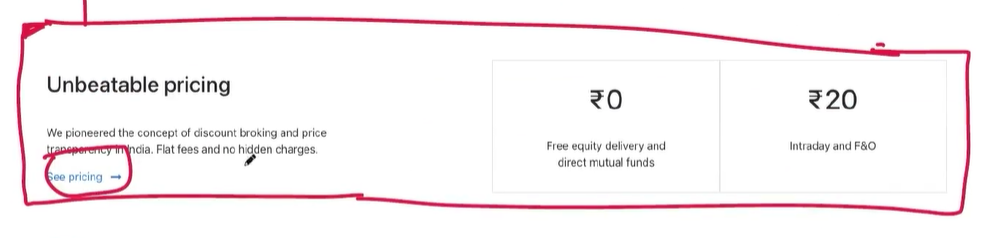 Unbeatable pricing
We pioneered the concept of discount broking and price
transparency in India. Flat fees and no hidden charges.
See pricing →
₹0
Free equity delivery and
direct mutual funds
₹20
Intraday and F&O